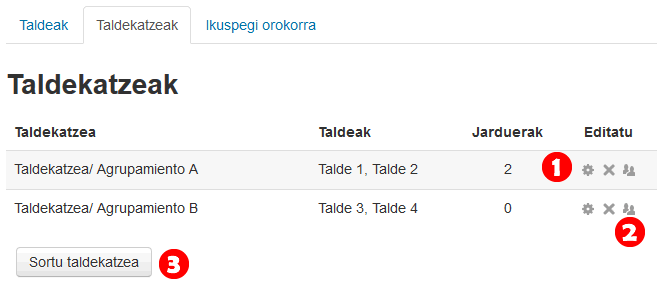 Taldeak Taldekatzeak Ikuspegi orokorra
Taldekatzeak
Taldekatzea Taldeak Jarduerak Editatu
Taldekatzea/ Agrupamiento A Talde 1, Talde 2 2 1
Taldekatzea/ Agrupamiento B Talde 3, Talde 4 0
2
Sortu taldekatzea 3